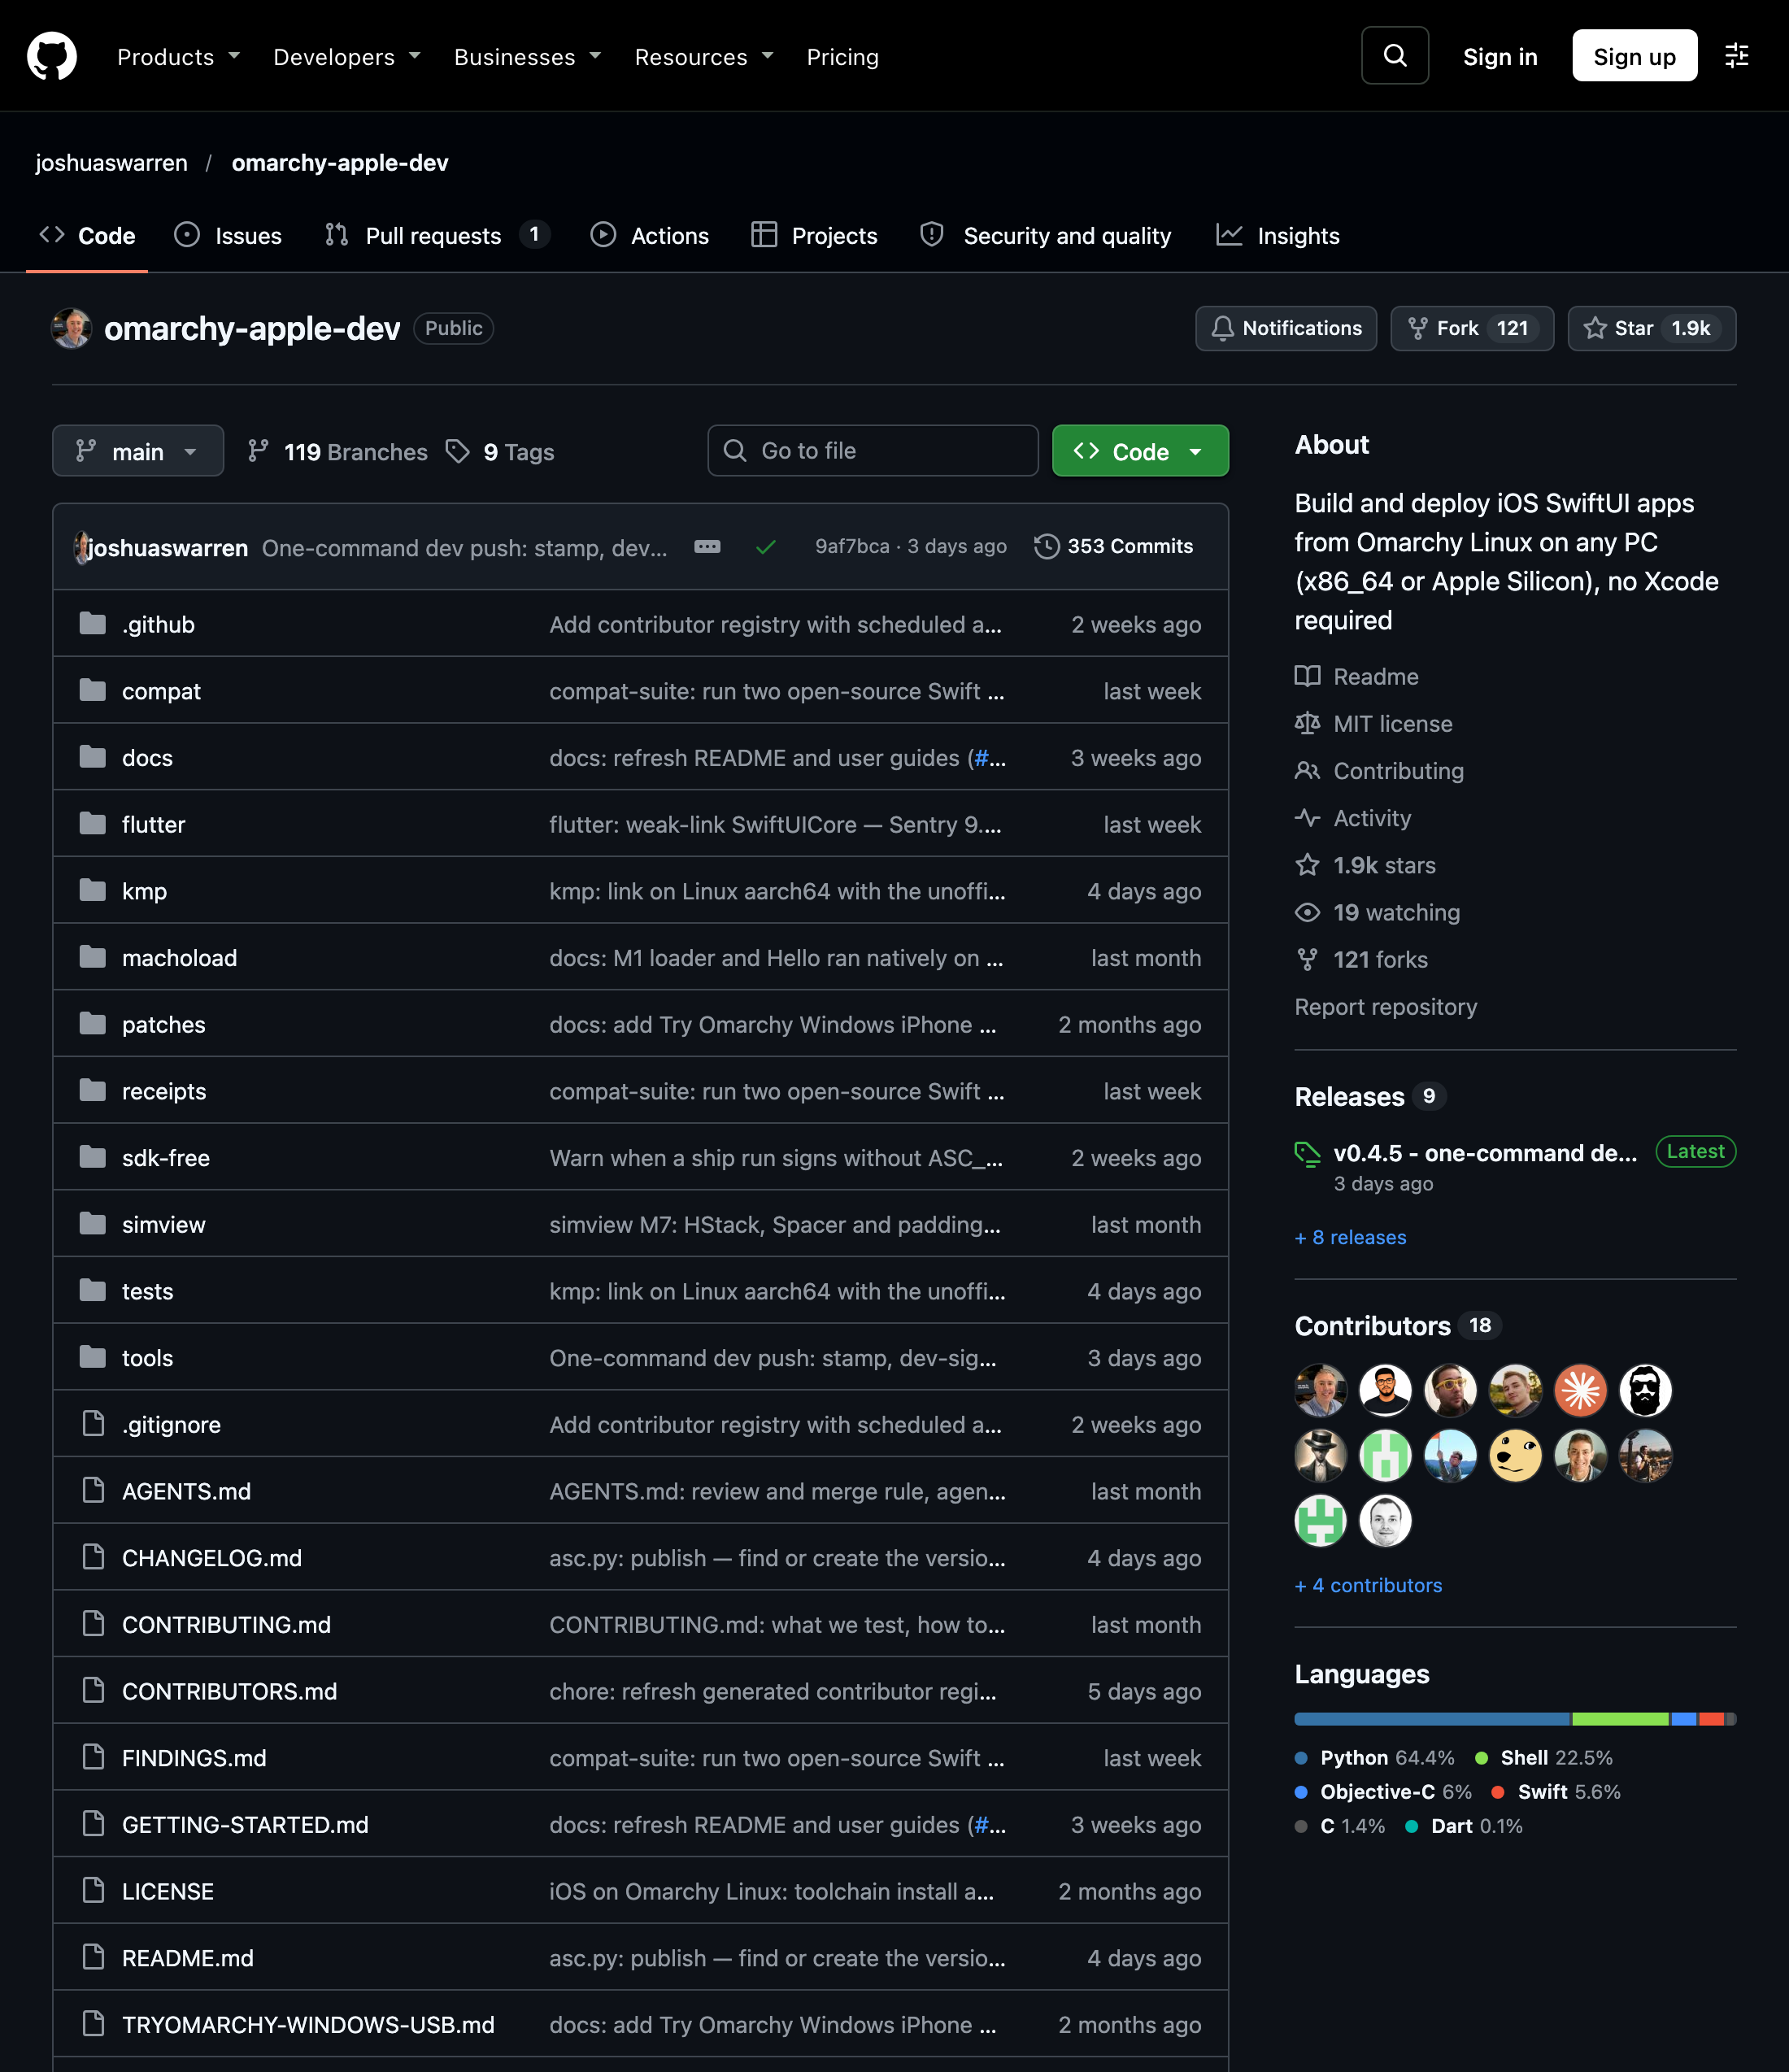 Products Developers Businesses Resources Pricing Sign in Sign up
joshuaswarren / omarchy-apple-dev
Code Issues Pull requests 1 Actions Projects Security and quality Insights
omarchy-apple-dev Public Notifications Fork 121 Star 1.9k
main 119 Branches 9 Tags Go to file Code
joshuaswarren One-command dev push: stamp, dev... 9af7bca · 3 days ago 353 Commits
.github Add contributor registry with scheduled a... 2 weeks ago
compat compat-suite: run two open-source Swift ... last week
docs docs: refresh README and user guides (#... 3 weeks ago
flutter flutter: weak-link SwiftUICore — Sentry 9.... last week
kmp kmp: link on Linux aarch64 with the unoffi... 4 days ago
machoload docs: M1 loader and Hello ran natively on ... last month
patches docs: add Try Omarchy Windows iPhone ... 2 months ago
receipts compat-suite: run two open-source Swift ... last week
sdk-free Warn when a ship run signs without ASC_... 2 weeks ago
simview simview M7: HStack, Spacer and padding... last month
tests kmp: link on Linux aarch64 with the unoffi... 4 days ago
tools One-command dev push: stamp, dev-sig... 3 days ago
.gitignore Add contributor registry with scheduled a... 2 weeks ago
AGENTS.md AGENTS.md: review and merge rule, agen... last month
CHANGELOG.md asc.py: publish — find or create the versio... 4 days ago
CONTRIBUTING.md CONTRIBUTING.md: what we test, how to... last month
CONTRIBUTORS.md chore: refresh generated contributor regi... 5 days ago
FINDINGS.md compat-suite: run two open-source Swift ... last week
GETTING-STARTED.md docs: refresh README and user guides (#... 3 weeks ago
LICENSE iOS on Omarchy Linux: toolchain install a... 2 months ago
README.md asc.py: publish — find or create the versio... 4 days ago
TRYOMARCHY-WINDOWS-USB.md docs: add Try Omarchy Windows iPhone ... 2 months ago
About
Build and deploy iOS SwiftUI apps
from Omarchy Linux on any PC
(x86_64 or Apple Silicon), no Xcode
required
Readme
MIT license
Contributing
Activity
1.9k stars
19 watching
121 forks
Report repository
Releases 9
v0.4.5 - one-command de... Latest
3 days ago
+ 8 releases
Contributors 18
+ 4 contributors
Languages
Python 64.4% Shell 22.5%
Objective-C 6% Swift 5.6%
C 1.4% Dart 0.1%